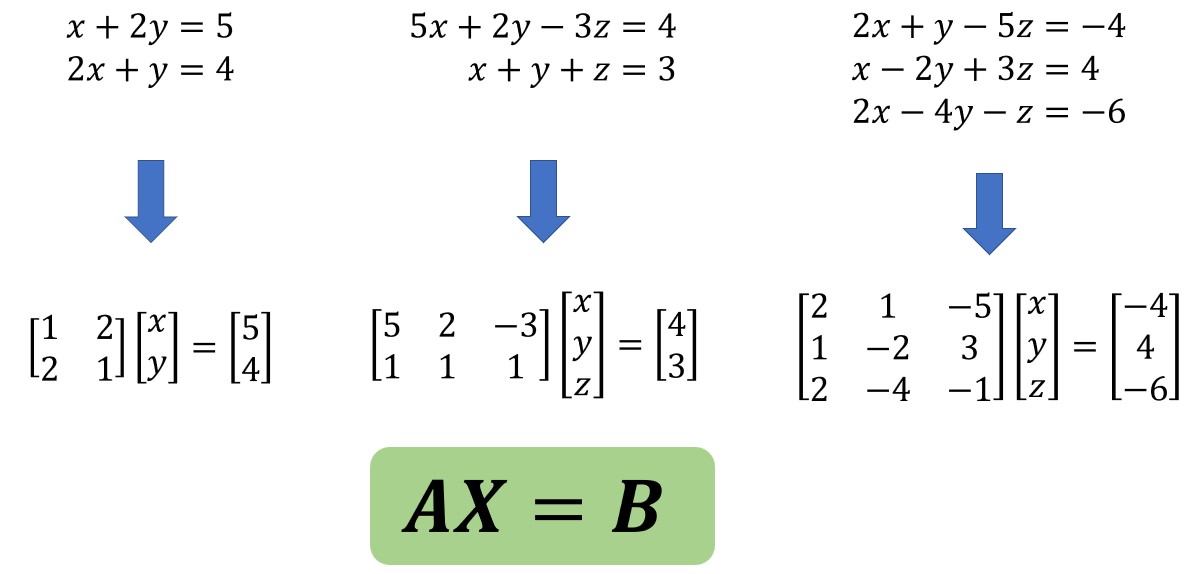 x + 2y = 5
2x + y = 4
5x + 2y − 3z = 4
x + y + z = 3
2x + y − 5z = −4
x − 2y + 3z = 4
2x − 4y − z = −6
[1 2; 2 1] [x; y] = [5; 4]
[5 2 −3; 1 1 1] [x; y; z] = [4; 3]
[2 1 −5; 1 −2 3; 2 −4 −1] [x; y; z] = [−4; 4; −6]
AX = B